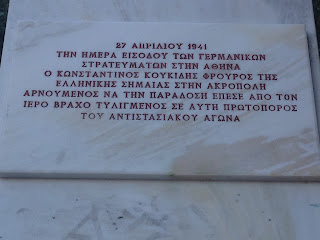 27 ΑΠΡΙΛΙΟΥ 1941
ΤΗΝ ΗΜΕΡΑ ΕΙΣΟΔΟΥ ΤΩΝ ΓΕΡΜΑΝΙΚΩΝ
ΣΤΡΑΤΕΥΜΑΤΩΝ ΣΤΗΝ ΑΘΗΝΑ
Ο ΚΩΝΣΤΑΝΤΙΝΟΣ ΚΟΥΚΙΔΗΣ ΦΡΟΥΡΟΣ ΤΗΣ
ΕΛΛΗΝΙΚΗΣ ΣΗΜΑΙΑΣ ΣΤΗΝ ΑΚΡΟΠΟΛΗ
ΑΡΝΟΥΜΕΝΟΣ ΝΑ ΤΗΝ ΠΑΡΑΔΟΣΗ ΕΠΕΣΕ ΑΠΟ ΤΟΝ
ΙΕΡΟ ΒΡΑΧΟ ΤΥΛΙΓΜΕΝΟΣ ΣΕ ΑΥΤΗ ΠΡΩΤΟΠΟΡΟΣ
ΤΟΥ ΑΝΤΙΣΤΑΣΙΑΚΟΥ ΑΓΩΝΑ